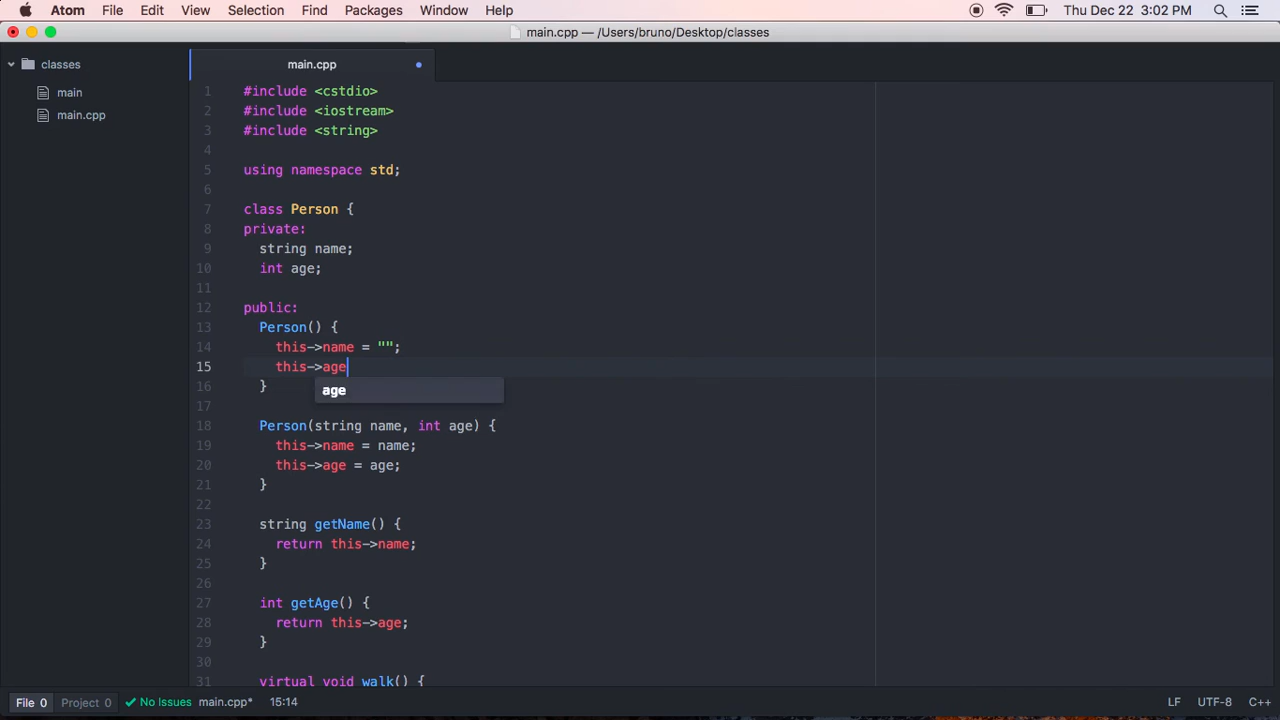 Atom File Edit View Selection Find Packages Window Help Thu Dec 22 3:02 PM
main.cpp — /Users/bruno/Desktop/classes
classes
main
main.cpp
main.cpp
1 #include <cstdio>
2 #include <iostream>
3 #include <string>
4
5 using namespace std;
6
7 class Person {
8 private:
9 string name;
10 int age;
11
12 public:
13 Person() {
14 this->name = "";
15 this->age
16 }
age
17
18 Person(string name, int age) {
19 this->name = name;
20 this->age = age;
21 }
22
23 string getName() {
24 return this->name;
25 }
26
27 int getAge() {
28 return this->age;
29 }
30
31 virtual void walk() {
File 0 Project 0 No Issues main.cpp* 15:14 LF UTF-8 C++